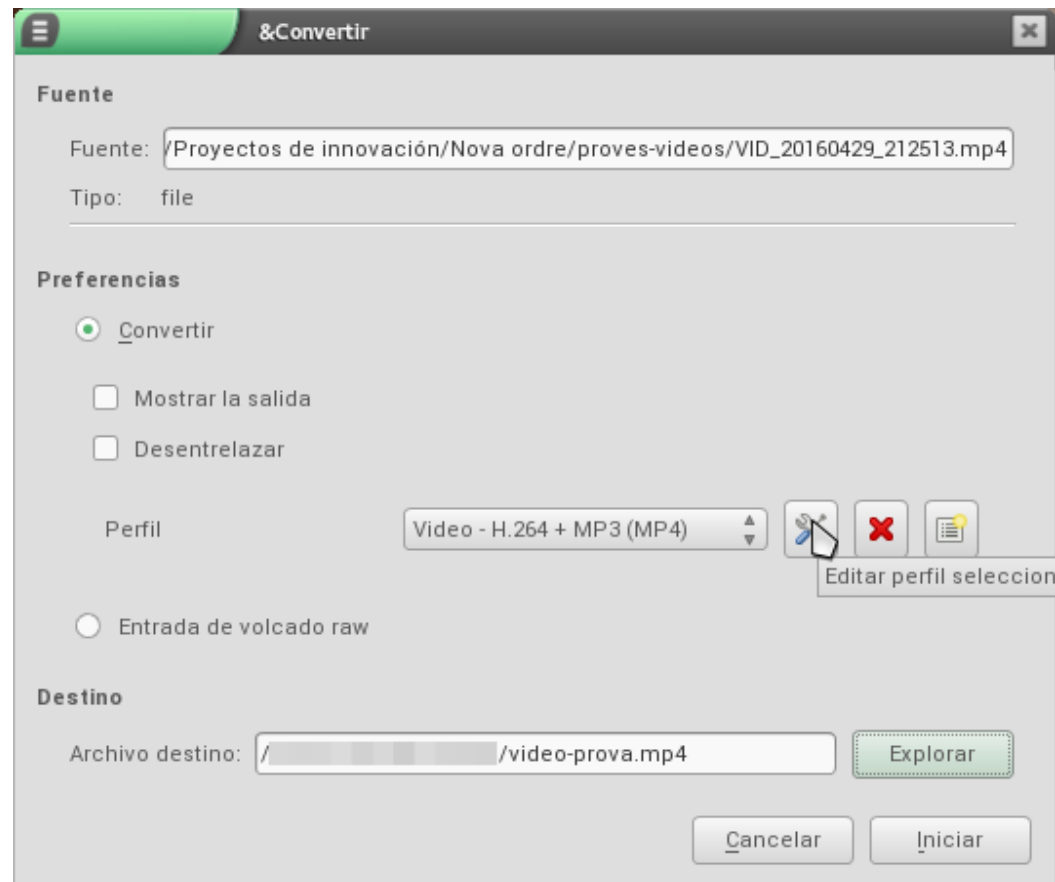 &Convertir
Fuente
Fuente: /Proyectos de innovación/Nova ordre/proves-videos/VID_20160429_212513.mp4
Tipo: file
Preferencias
Convertir
Mostrar la salida
Desentrelazar
Perfil Video - H.264 + MP3 (MP4)
Editar perfil seleccion
Entrada de volcado raw
Destino
Archivo destino: / /video-prova.mp4 Explorar
Cancelar Iniciar